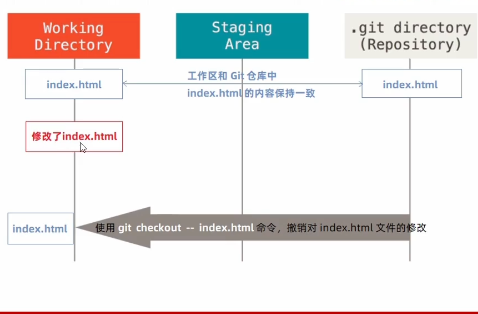 Working
Directory
Staging
Area
.git directory
(Repository)
index.html
工作区和 Git 仓库中
index.html 的内容保持一致
index.html
修改了index.html
index.html
使用 git checkout -- index.html 命令，撤销对 index.html 文件的修改